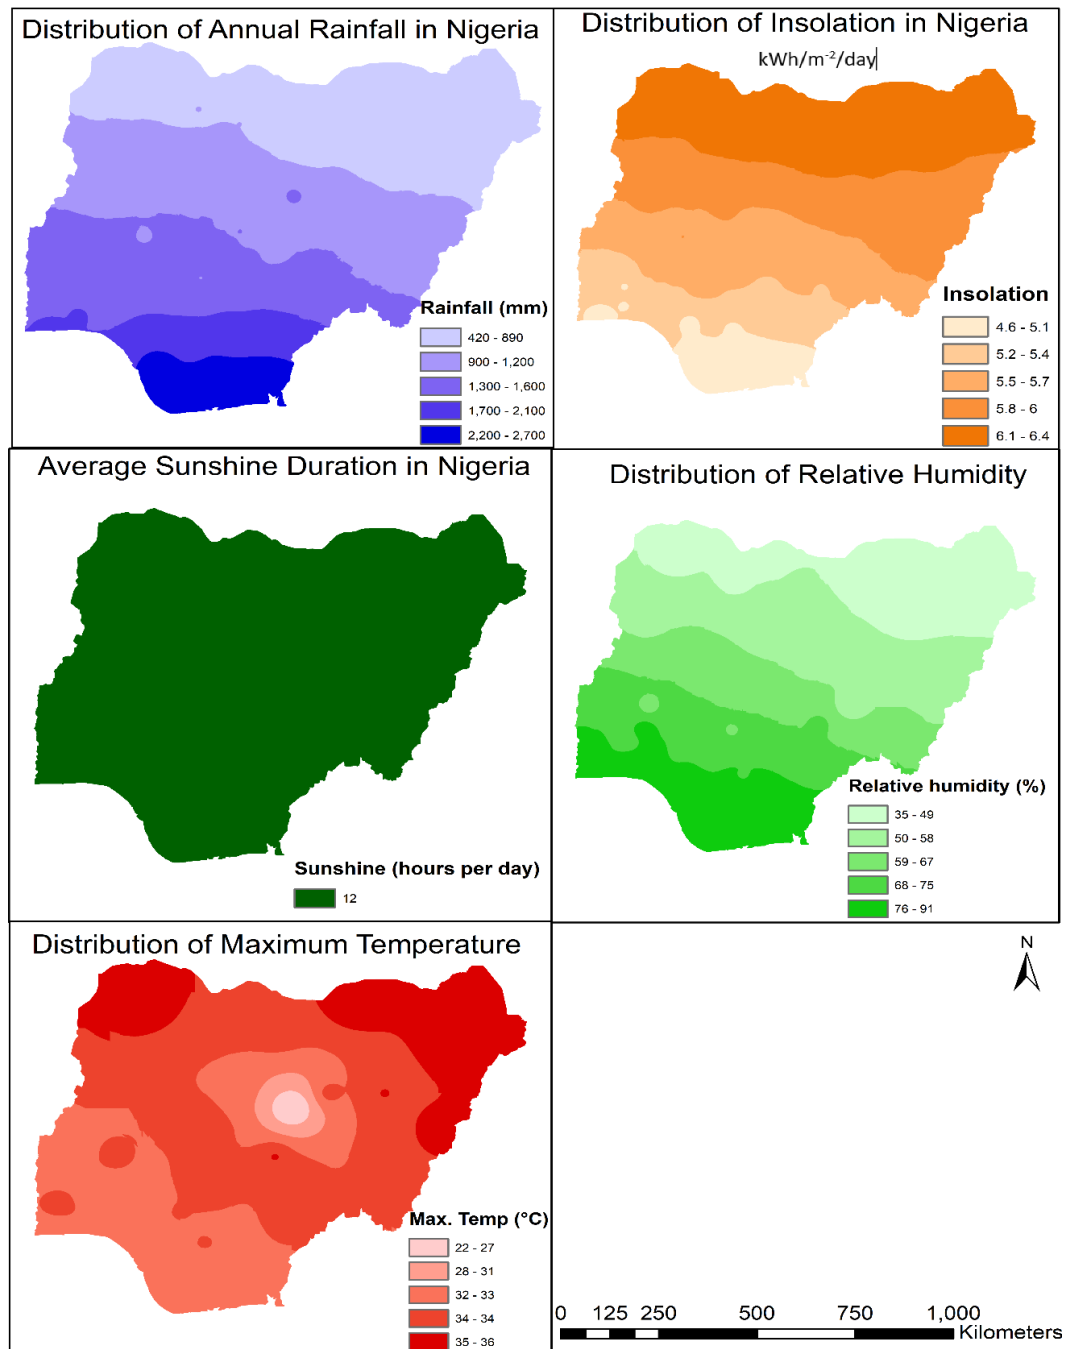 Distribution of Annual Rainfall in Nigeria
Rainfall (mm)
420 - 890
900 - 1,200
1,300 - 1,600
1,700 - 2,100
2,200 - 2,700
Distribution of Insolation in Nigeria
kWh/m⁻²/day
Insolation
4.6 - 5.1
5.2 - 5.4
5.5 - 5.7
5.8 - 6
6.1 - 6.4
Average Sunshine Duration in Nigeria
Sunshine (hours per day)
12
Distribution of Relative Humidity
Relative humidity (%)
35 - 49
50 - 58
59 - 67
68 - 75
76 - 91
Distribution of Maximum Temperature
Max. Temp (°C)
22 - 27
28 - 31
32 - 33
34 - 34
35 - 36
N
0 125 250 500 750 1,000
Kilometers